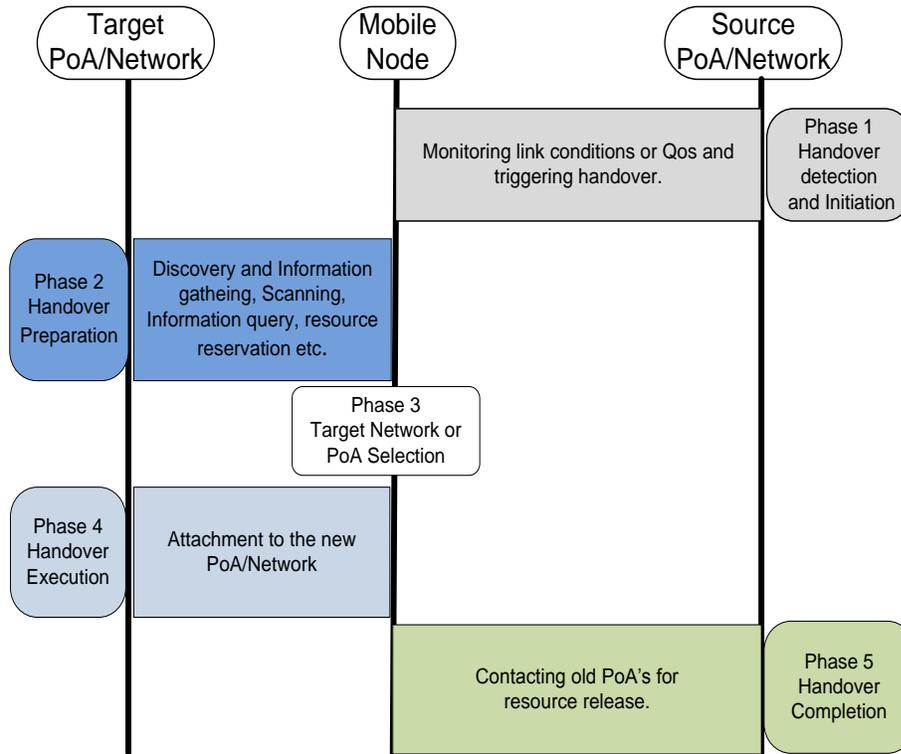 Target
PoA/Network
Mobile
Node
Source
PoA/Network
Monitoring link conditions or Qos and
triggering handover.
Phase 1
Handover
detection
and Initiation
Phase 2
Handover
Preparation
Discovery and Information
gatheing, Scanning,
Information query, resource
reservation etc.
Phase 3
Target Network or
PoA Selection
Phase 4
Handover
Execution
Attachment to the new
PoA/Network
Contacting old PoA's for
resource release.
Phase 5
Handover
Completion